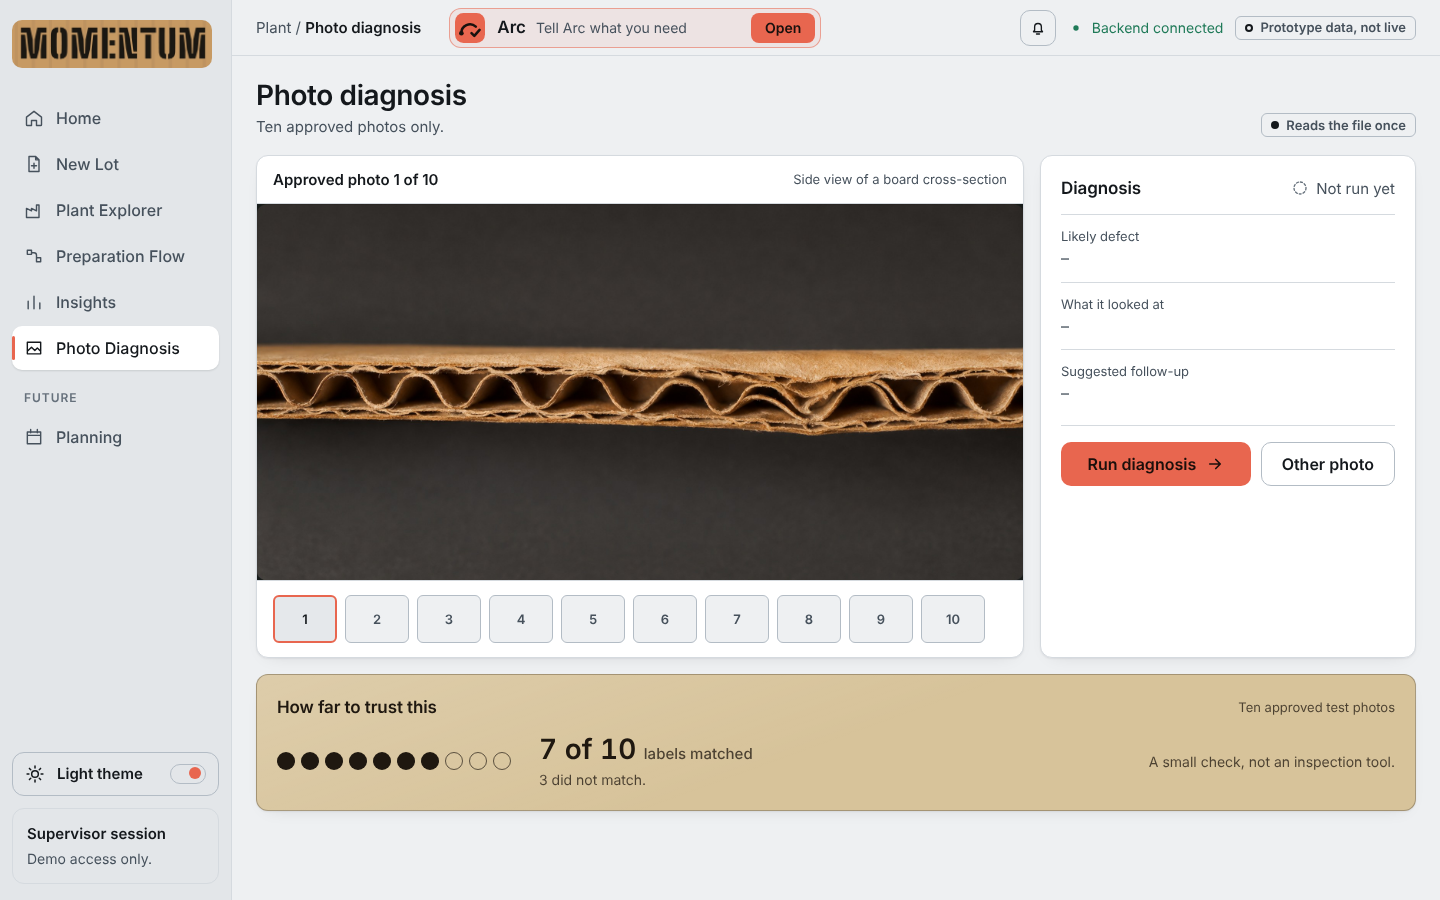 MOMENTUM
Home
New Lot
Plant Explorer
Preparation Flow
Insights
Photo Diagnosis
FUTURE
Planning
Light theme
Supervisor session
Demo access only.
Plant / Photo diagnosis
Arc Tell Arc what you need Open
Backend connected
Prototype data, not live
Photo diagnosis
Ten approved photos only.
Reads the file once
Approved photo 1 of 10
Side view of a board cross-section
1 2 3 4 5 6 7 8 9 10
Diagnosis
Not run yet
Likely defect
–
What it looked at
–
Suggested follow-up
–
Run diagnosis →
Other photo
How far to trust this
Ten approved test photos
7 of 10 labels matched
3 did not match.
A small check, not an inspection tool.